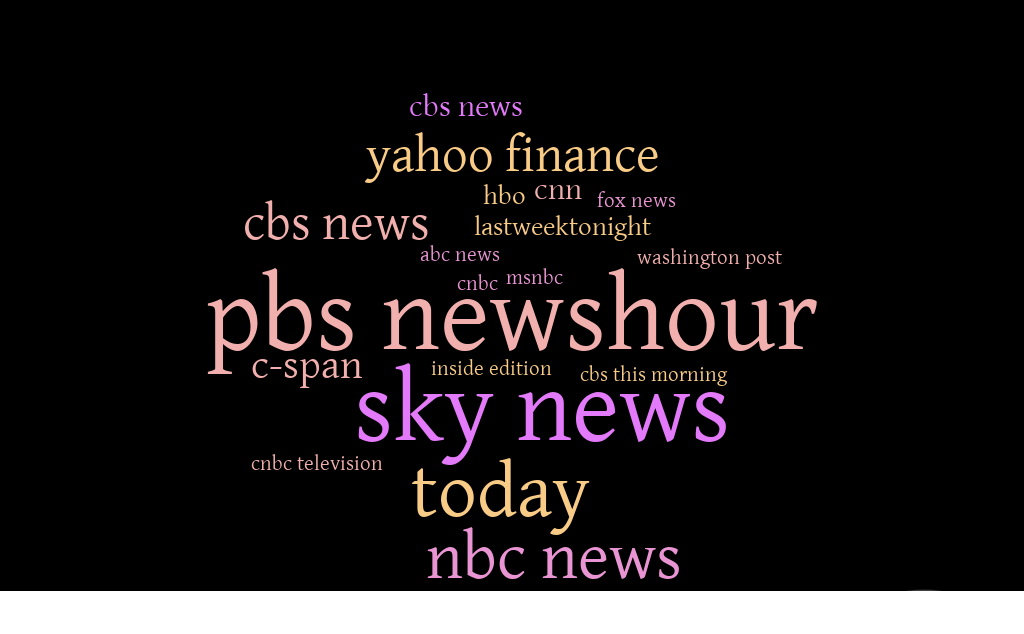 cbs news
yahoo finance
hbo
cnn
fox news
cbs news
lastweektonight
abc news
washington post
cnbc
msnbc
pbs newshour
c-span
inside edition
cbs this morning
sky news
cnbc television
today
nbc news